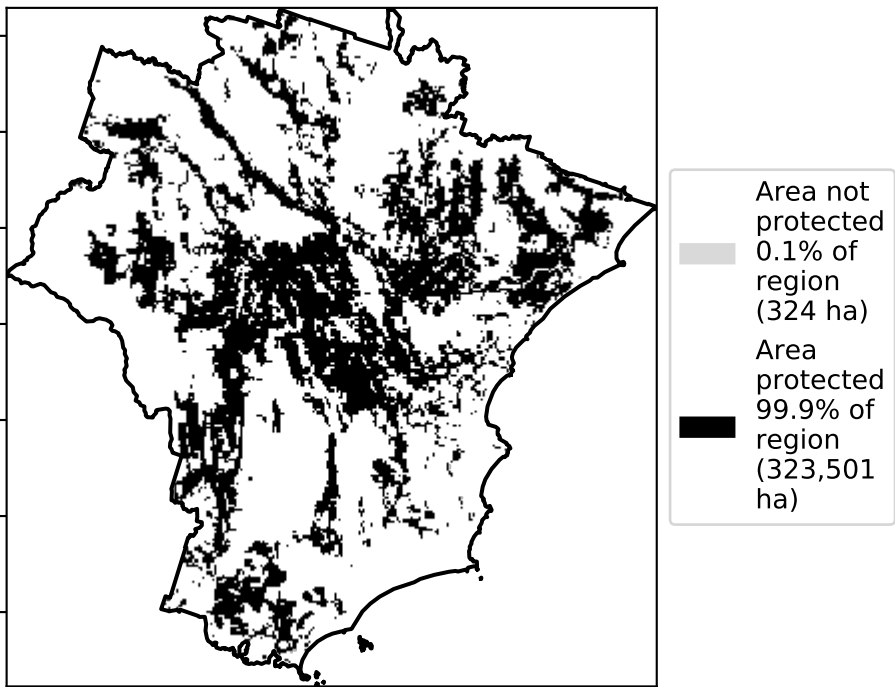 Area not
protected
0.1% of
region
(324 ha)
Area
protected
99.9% of
region
(323,501
ha)